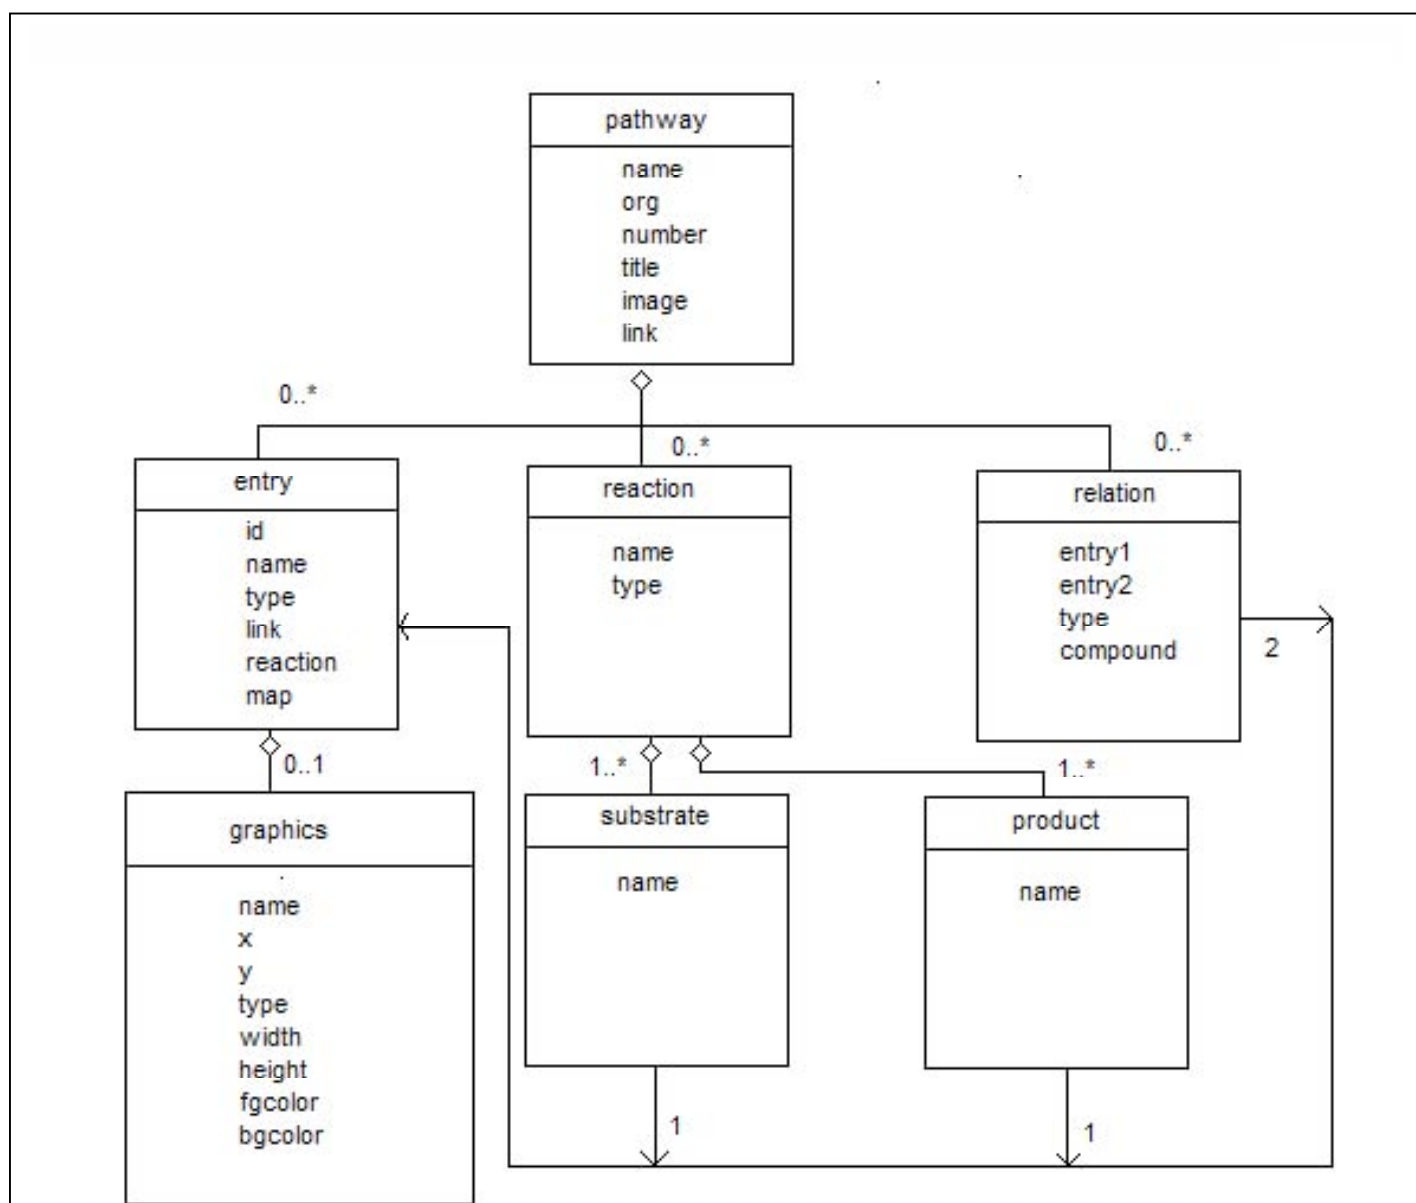 pathway
name
org
number
title
image
link
0..*
0..*
0..*
entry
id
name
type
link
reaction
map
reaction
name
type
relation
entry1
entry2
type
compound
2
0..1
1..*
1..*
graphics
name
x
y
type
width
height
fgcolor
bgcolor
substrate
name
product
name
1
1